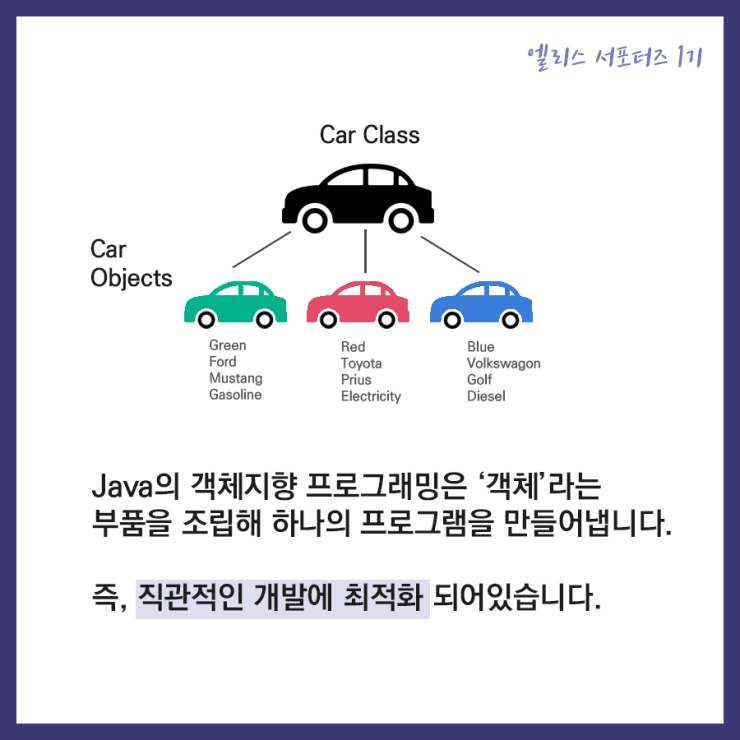 엘리스 서포터즈 1기
Car Class
Car
Objects
Green
Ford
Mustang
Gasoline
Red
Toyota
Prius
Electricity
Blue
Volkswagon
Golf
Diesel
Java의 객체지향 프로그래밍은 ‘객체’라는
부품을 조립해 하나의 프로그램을 만들어냅니다.
즉, 직관적인 개발에 최적화 되어있습니다.